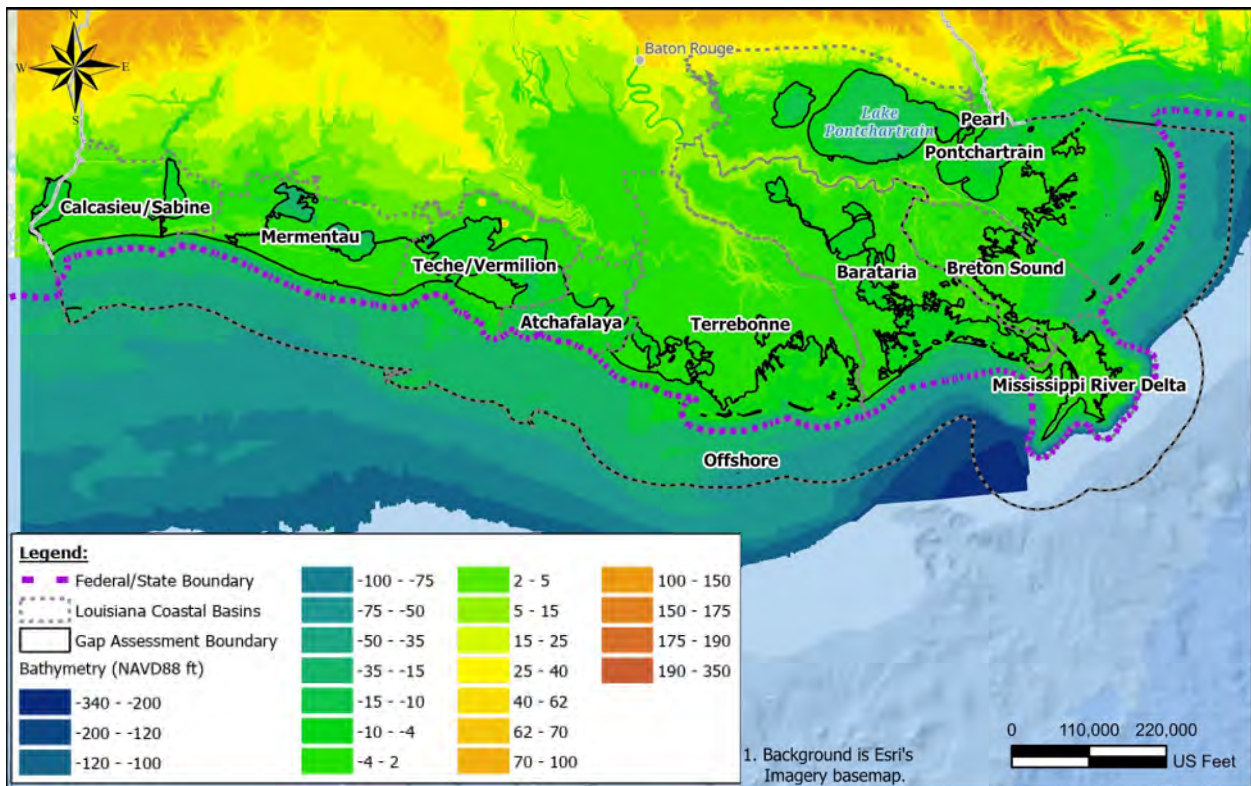 N
W
E
S
Baton Rouge
Lake
Pontchartrain
Pearl
Pontchartrain
Calcasieu/Sabine
Mermentau
Teche/Vermilion
Barataria
Breton Sound
Atchafalaya
Terrebonne
Mississippi River Delta
Offshore
Legend:
Federal/State Boundary
Louisiana Coastal Basins
Gap Assessment Boundary
Bathymetry (NAVD88 ft)
-340 - -200
-200 - -120
-120 - -100
-100 - -75
-75 - -50
-50 - -35
-35 - -15
-15 - -10
-10 - -4
-4 - 2
2 - 5
5 - 15
15 - 25
25 - 40
40 - 62
62 - 70
70 - 100
100 - 150
150 - 175
175 - 190
190 - 350
1. Background is Esri's
Imagery basemap.
0 110,000 220,000
US Feet